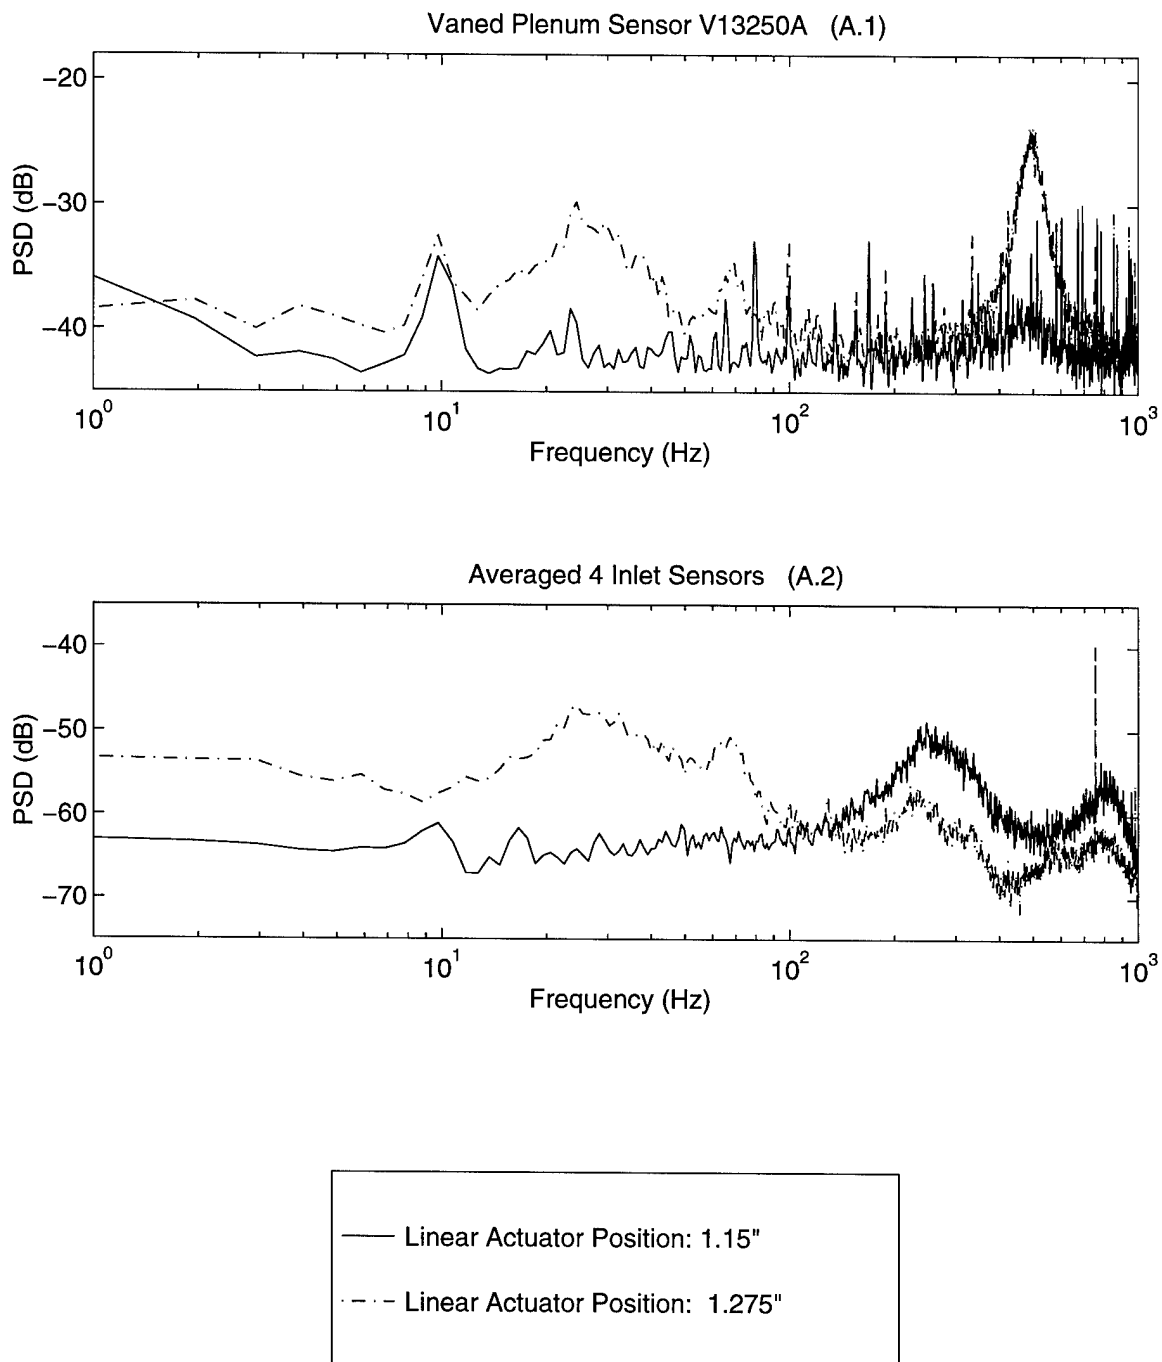 Vaned Plenum Sensor V13250A (A.1)
PSD (dB)
−20
−30
−40
10^0
10^1
10^2
10^3
Frequency (Hz)
Averaged 4 Inlet Sensors (A.2)
PSD (dB)
−40
−50
−60
−70
10^0
10^1
10^2
10^3
Frequency (Hz)
Linear Actuator Position: 1.15"
Linear Actuator Position: 1.275"